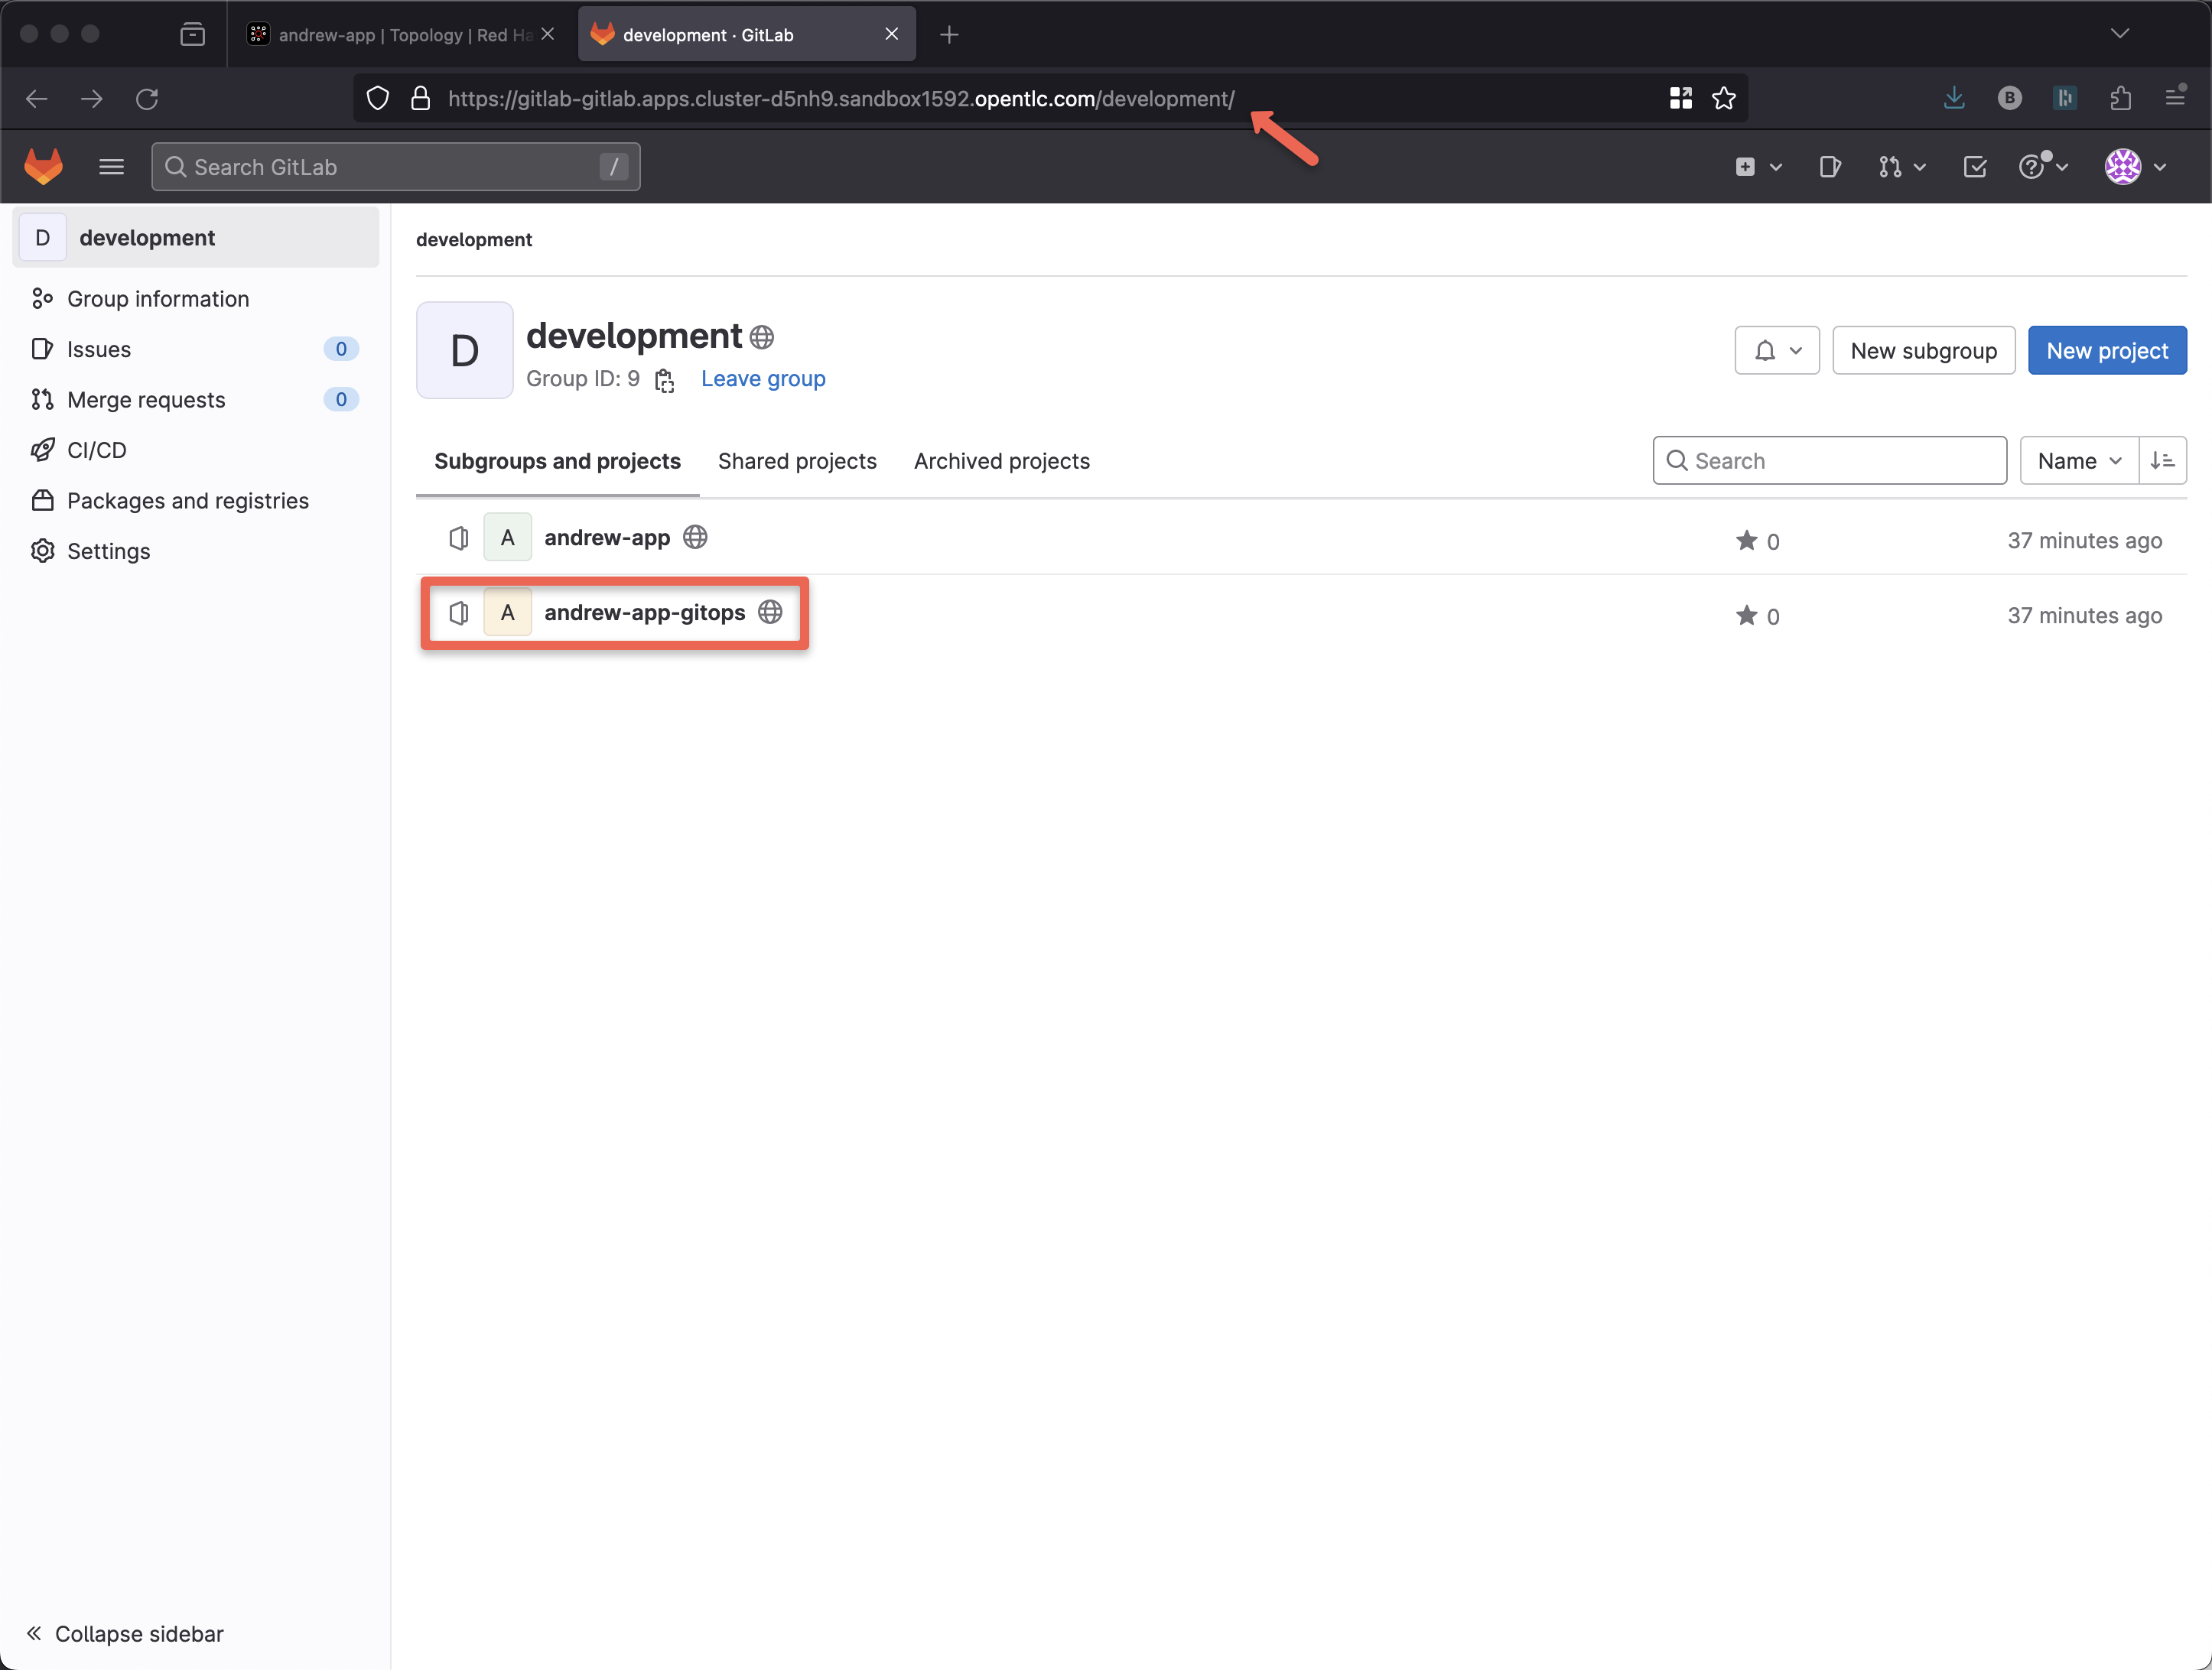 andrew-app | Topology | Red Ha
development · GitLab
https://gitlab-gitlab.apps.cluster-d5nh9.sandbox1592.opentlc.com/development/
B
Search GitLab
/
D development
development
Group information
Issues 0
Merge requests 0
CI/CD
Packages and registries
Settings
D
development
Group ID: 9 Leave group
New subgroup
New project
Subgroups and projects Shared projects Archived projects
Search
Name
A andrew-app 0 37 minutes ago
A andrew-app-gitops 0 37 minutes ago
Collapse sidebar